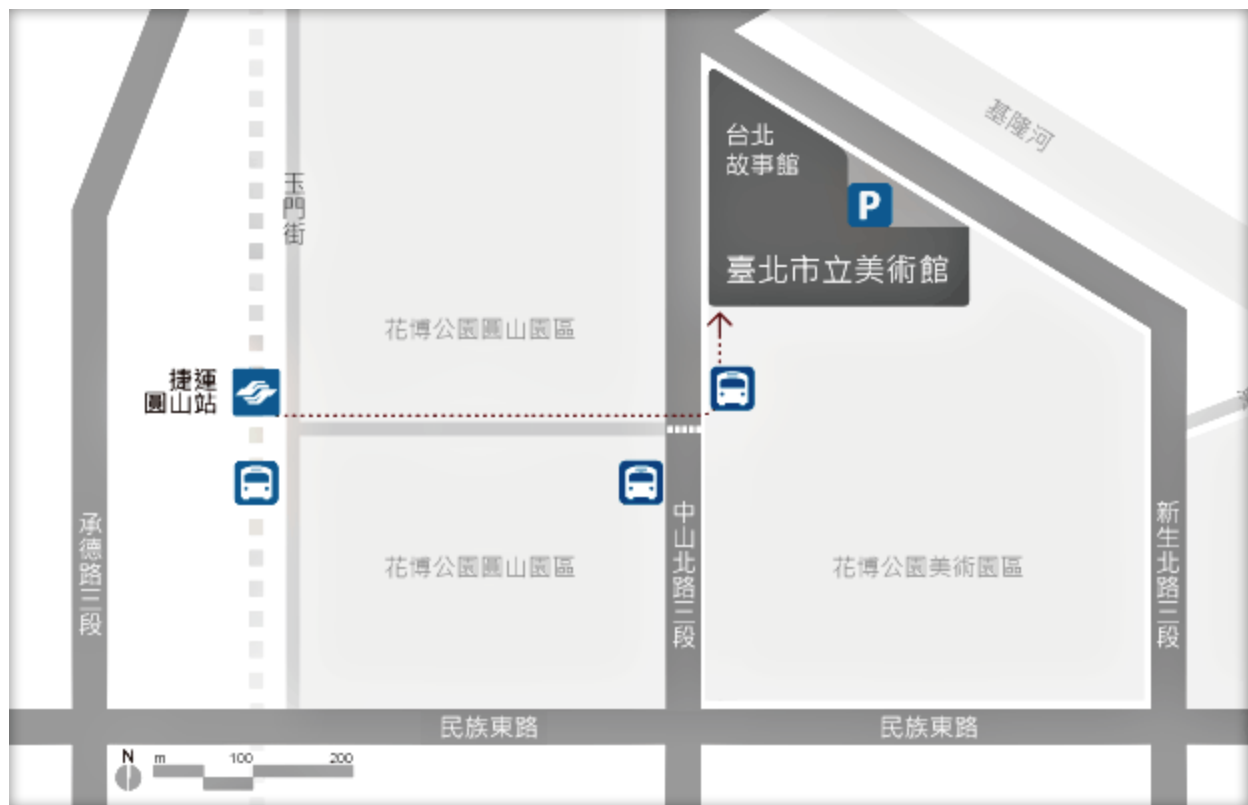 基隆河
台北
故事館
P
玉門街
臺北市立美術館
花博公園圓山園區
捷運
圓山站
承德路三段
中山北路三段
新生北路三段
花博公園圓山園區
花博公園美術園區
民族東路
民族東路
N
m 100 200